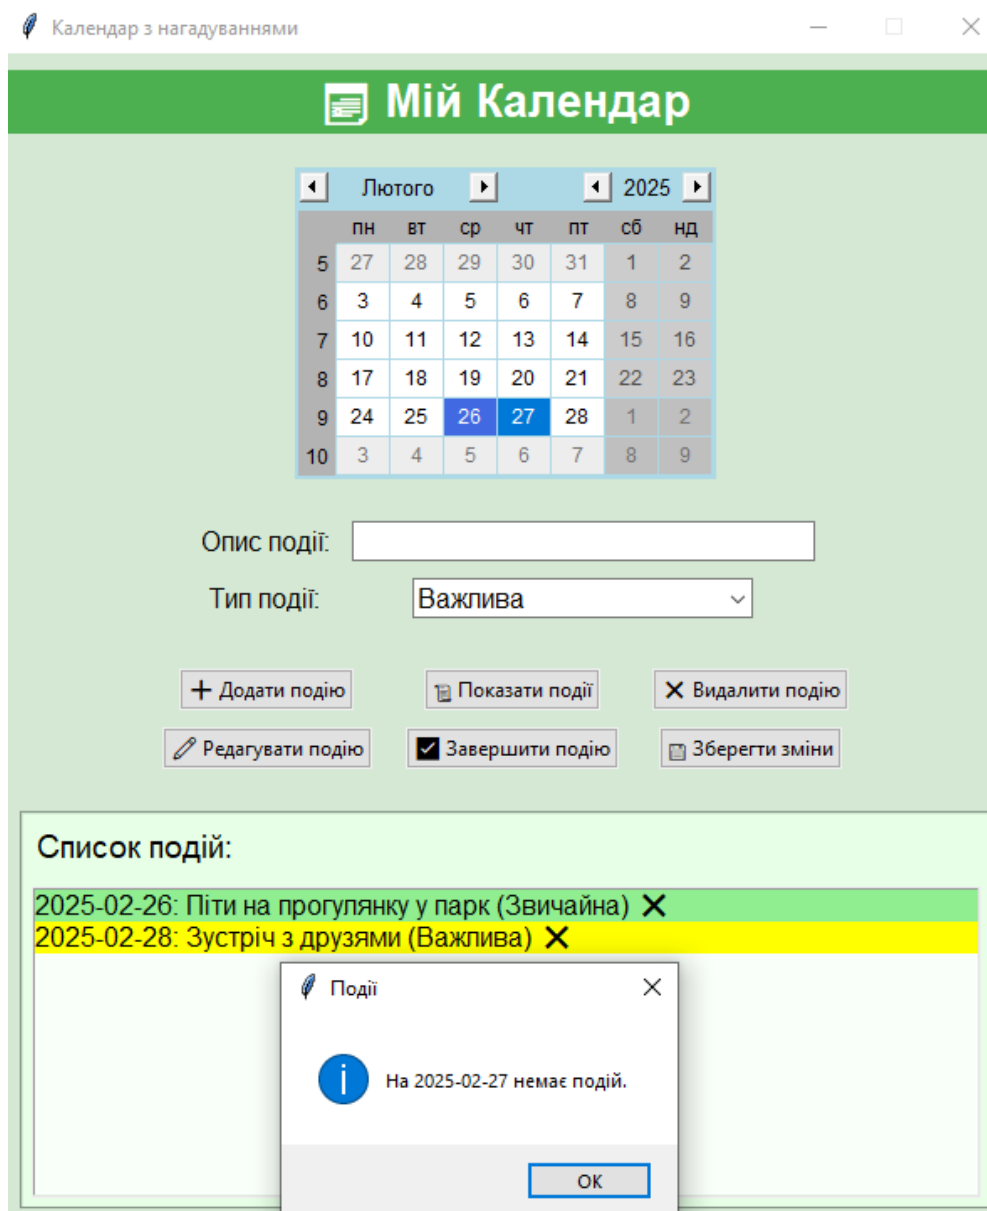 Календар з нагадуваннями
Мій Календар
Лютого 2025
пн вт ср чт пт сб нд
5 27 28 29 30 31 1 2
6 3 4 5 6 7 8 9
7 10 11 12 13 14 15 16
8 17 18 19 20 21 22 23
9 24 25 26 27 28 1 2
10 3 4 5 6 7 8 9
Опис події:
Тип події: Важлива
Додати подію Показати події Видалити подію
Редагувати подію Завершити подію Зберегти зміни
Список подій:
2025-02-26: Піти на прогулянку у парк (Звичайна) ❌
2025-02-28: Зустріч з друзями (Важлива) ❌
Події
На 2025-02-27 немає подій.
OK